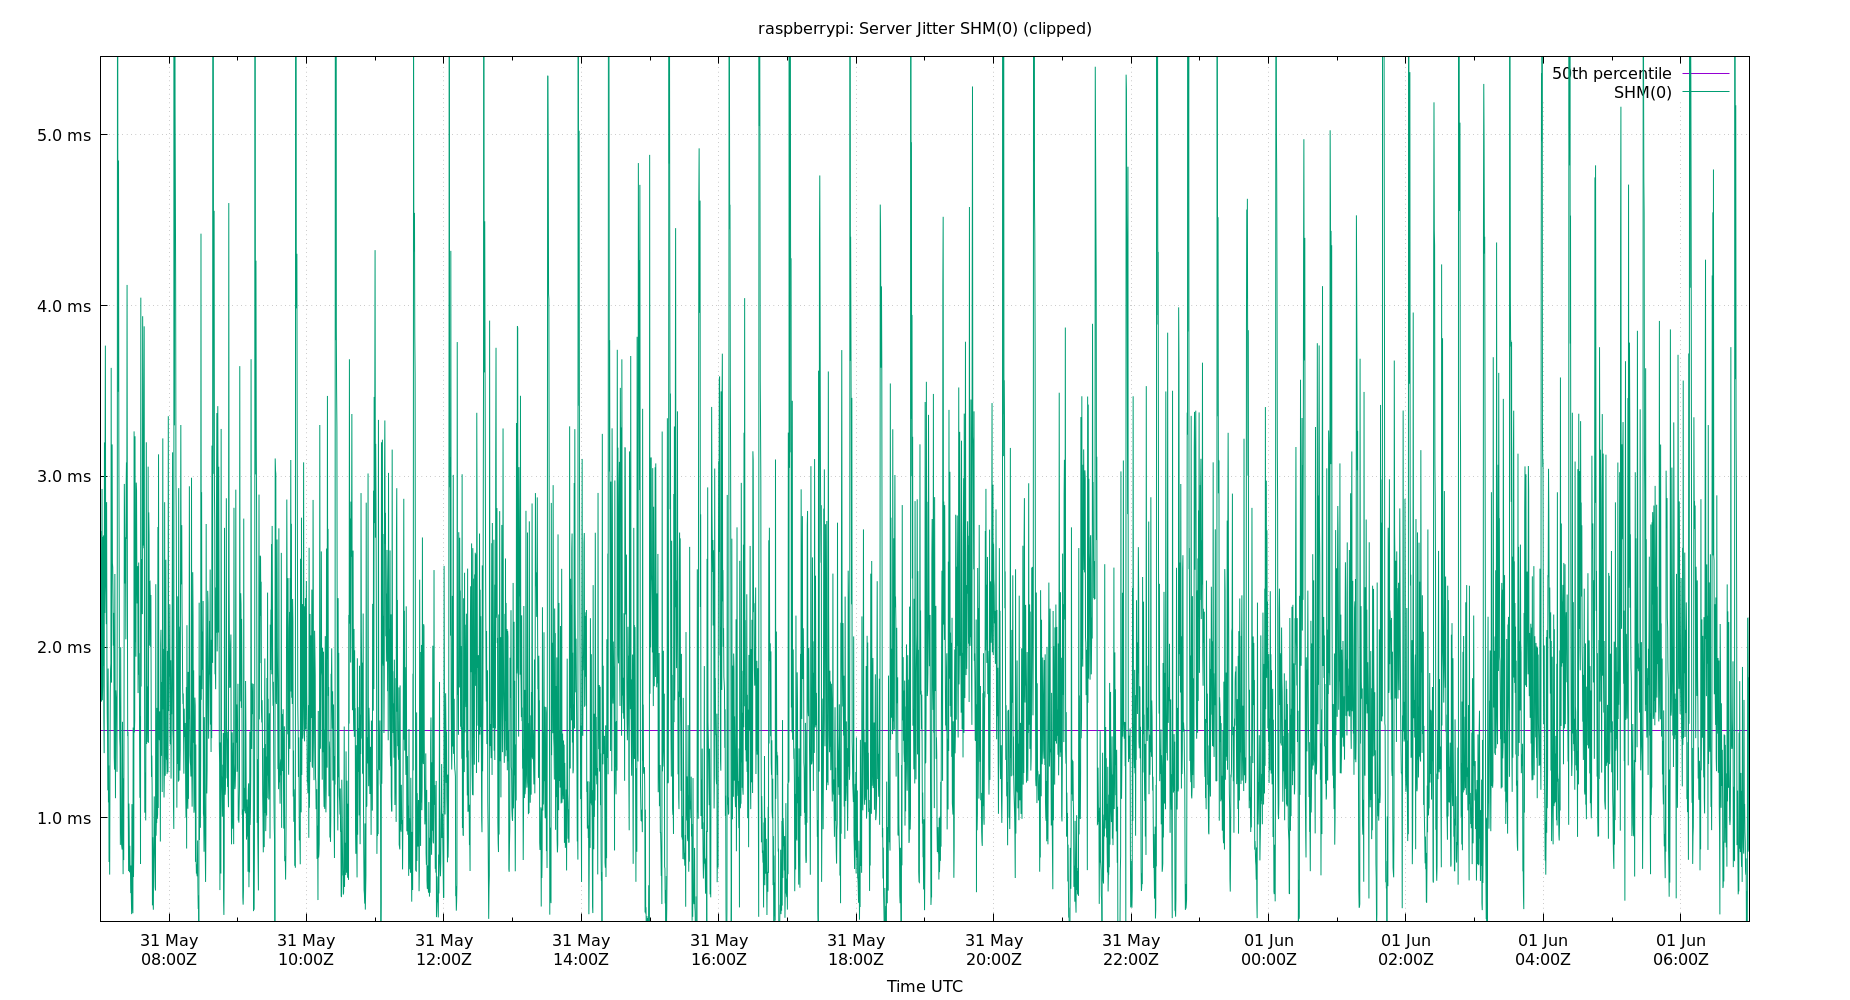 raspberrypi: Server Jitter SHM(0) (clipped)
50th percentile
SHM(0)
5.0 ms
4.0 ms
3.0 ms
2.0 ms
1.0 ms
31 May 31 May 31 May 31 May 31 May 31 May 31 May 31 May 01 Jun 01 Jun 01 Jun 01 Jun
08:00Z 10:00Z 12:00Z 14:00Z 16:00Z 18:00Z 20:00Z 22:00Z 00:00Z 02:00Z 04:00Z 06:00Z
Time UTC